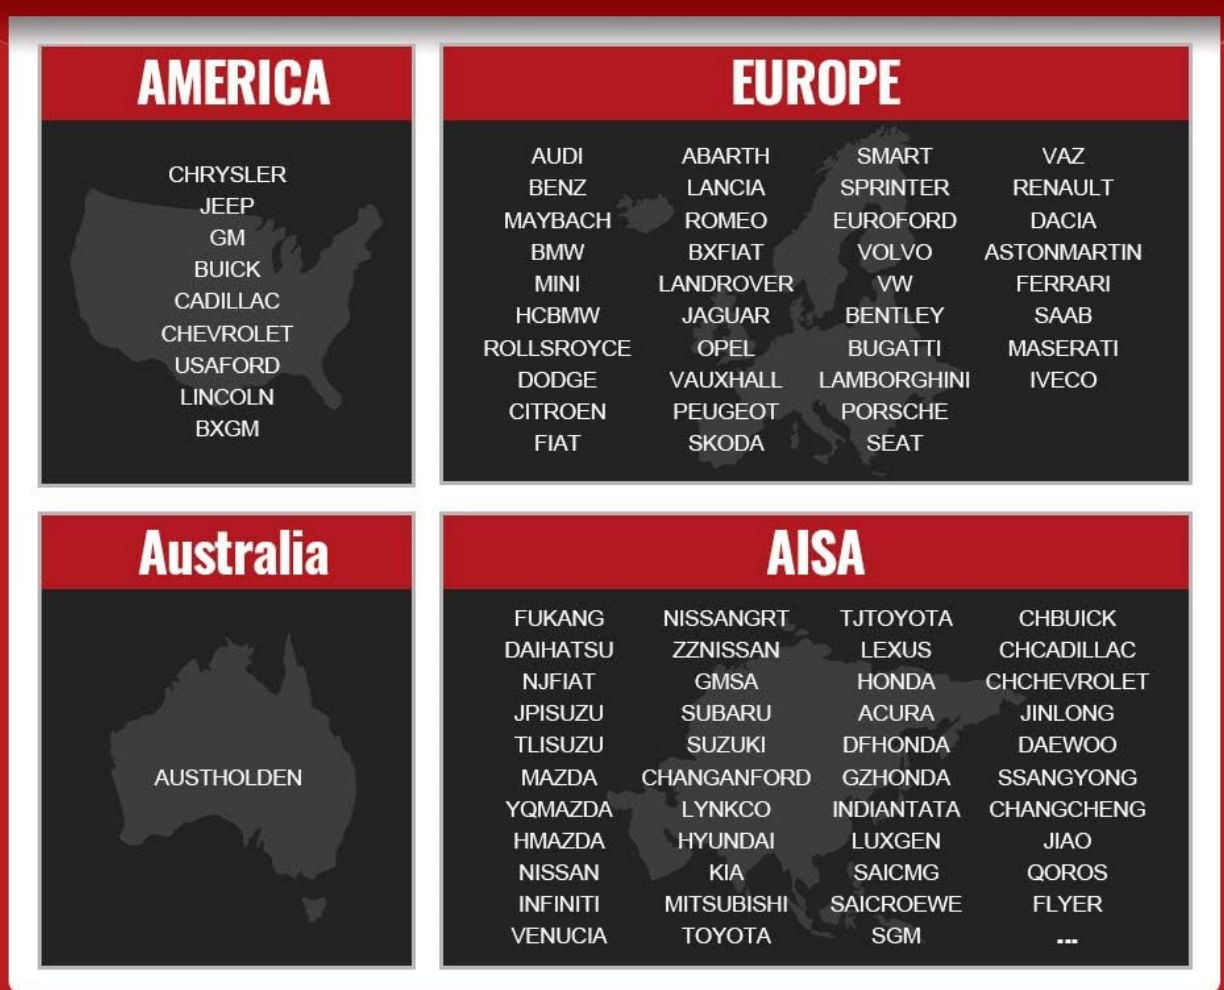 AMERICA
CHRYSLER
JEEP
GM
BUICK
CADILLAC
CHEVROLET
USAFORD
LINCOLN
BXGM
EUROPE
AUDI ABARTH SMART VAZ
BENZ LANCIA SPRINTER RENAULT
MAYBACH ROMEO EUROFORD DACIA
BMW BXFIAT VOLVO ASTONMARTIN
MINI LANDROVER VW FERRARI
HCBMW JAGUAR BENTLEY SAAB
ROLLSROYCE OPEL BUGATTI MASERATI
DODGE VAUXHALL LAMBORGHINI IVECO
CITROEN PEUGEOT PORSCHE
FIAT SKODA SEAT
Australia
AUSTHOLDEN
AISA
FUKANG NISSANGRT TJTOYOTA CHBUICK
DAIHATSU ZZNISSAN LEXUS CHCADILLAC
NJFIAT GMSA HONDA CHCHEVROLET
JPISUZU SUBARU ACURA JINLONG
TLISUZU SUZUKI DFHONDA DAEWOO
MAZDA CHANGANFORD GZHONDA SSANGYONG
YQMAZDA LYNKCO INDIANTATA CHANGCHENG
HMAZDA HYUNDAI LUXGEN JIAO
NISSAN KIA SAICMG QOROS
INFINITI MITSUBISHI SAICROEWE FLYER
VENUCIA TOYOTA SGM ...